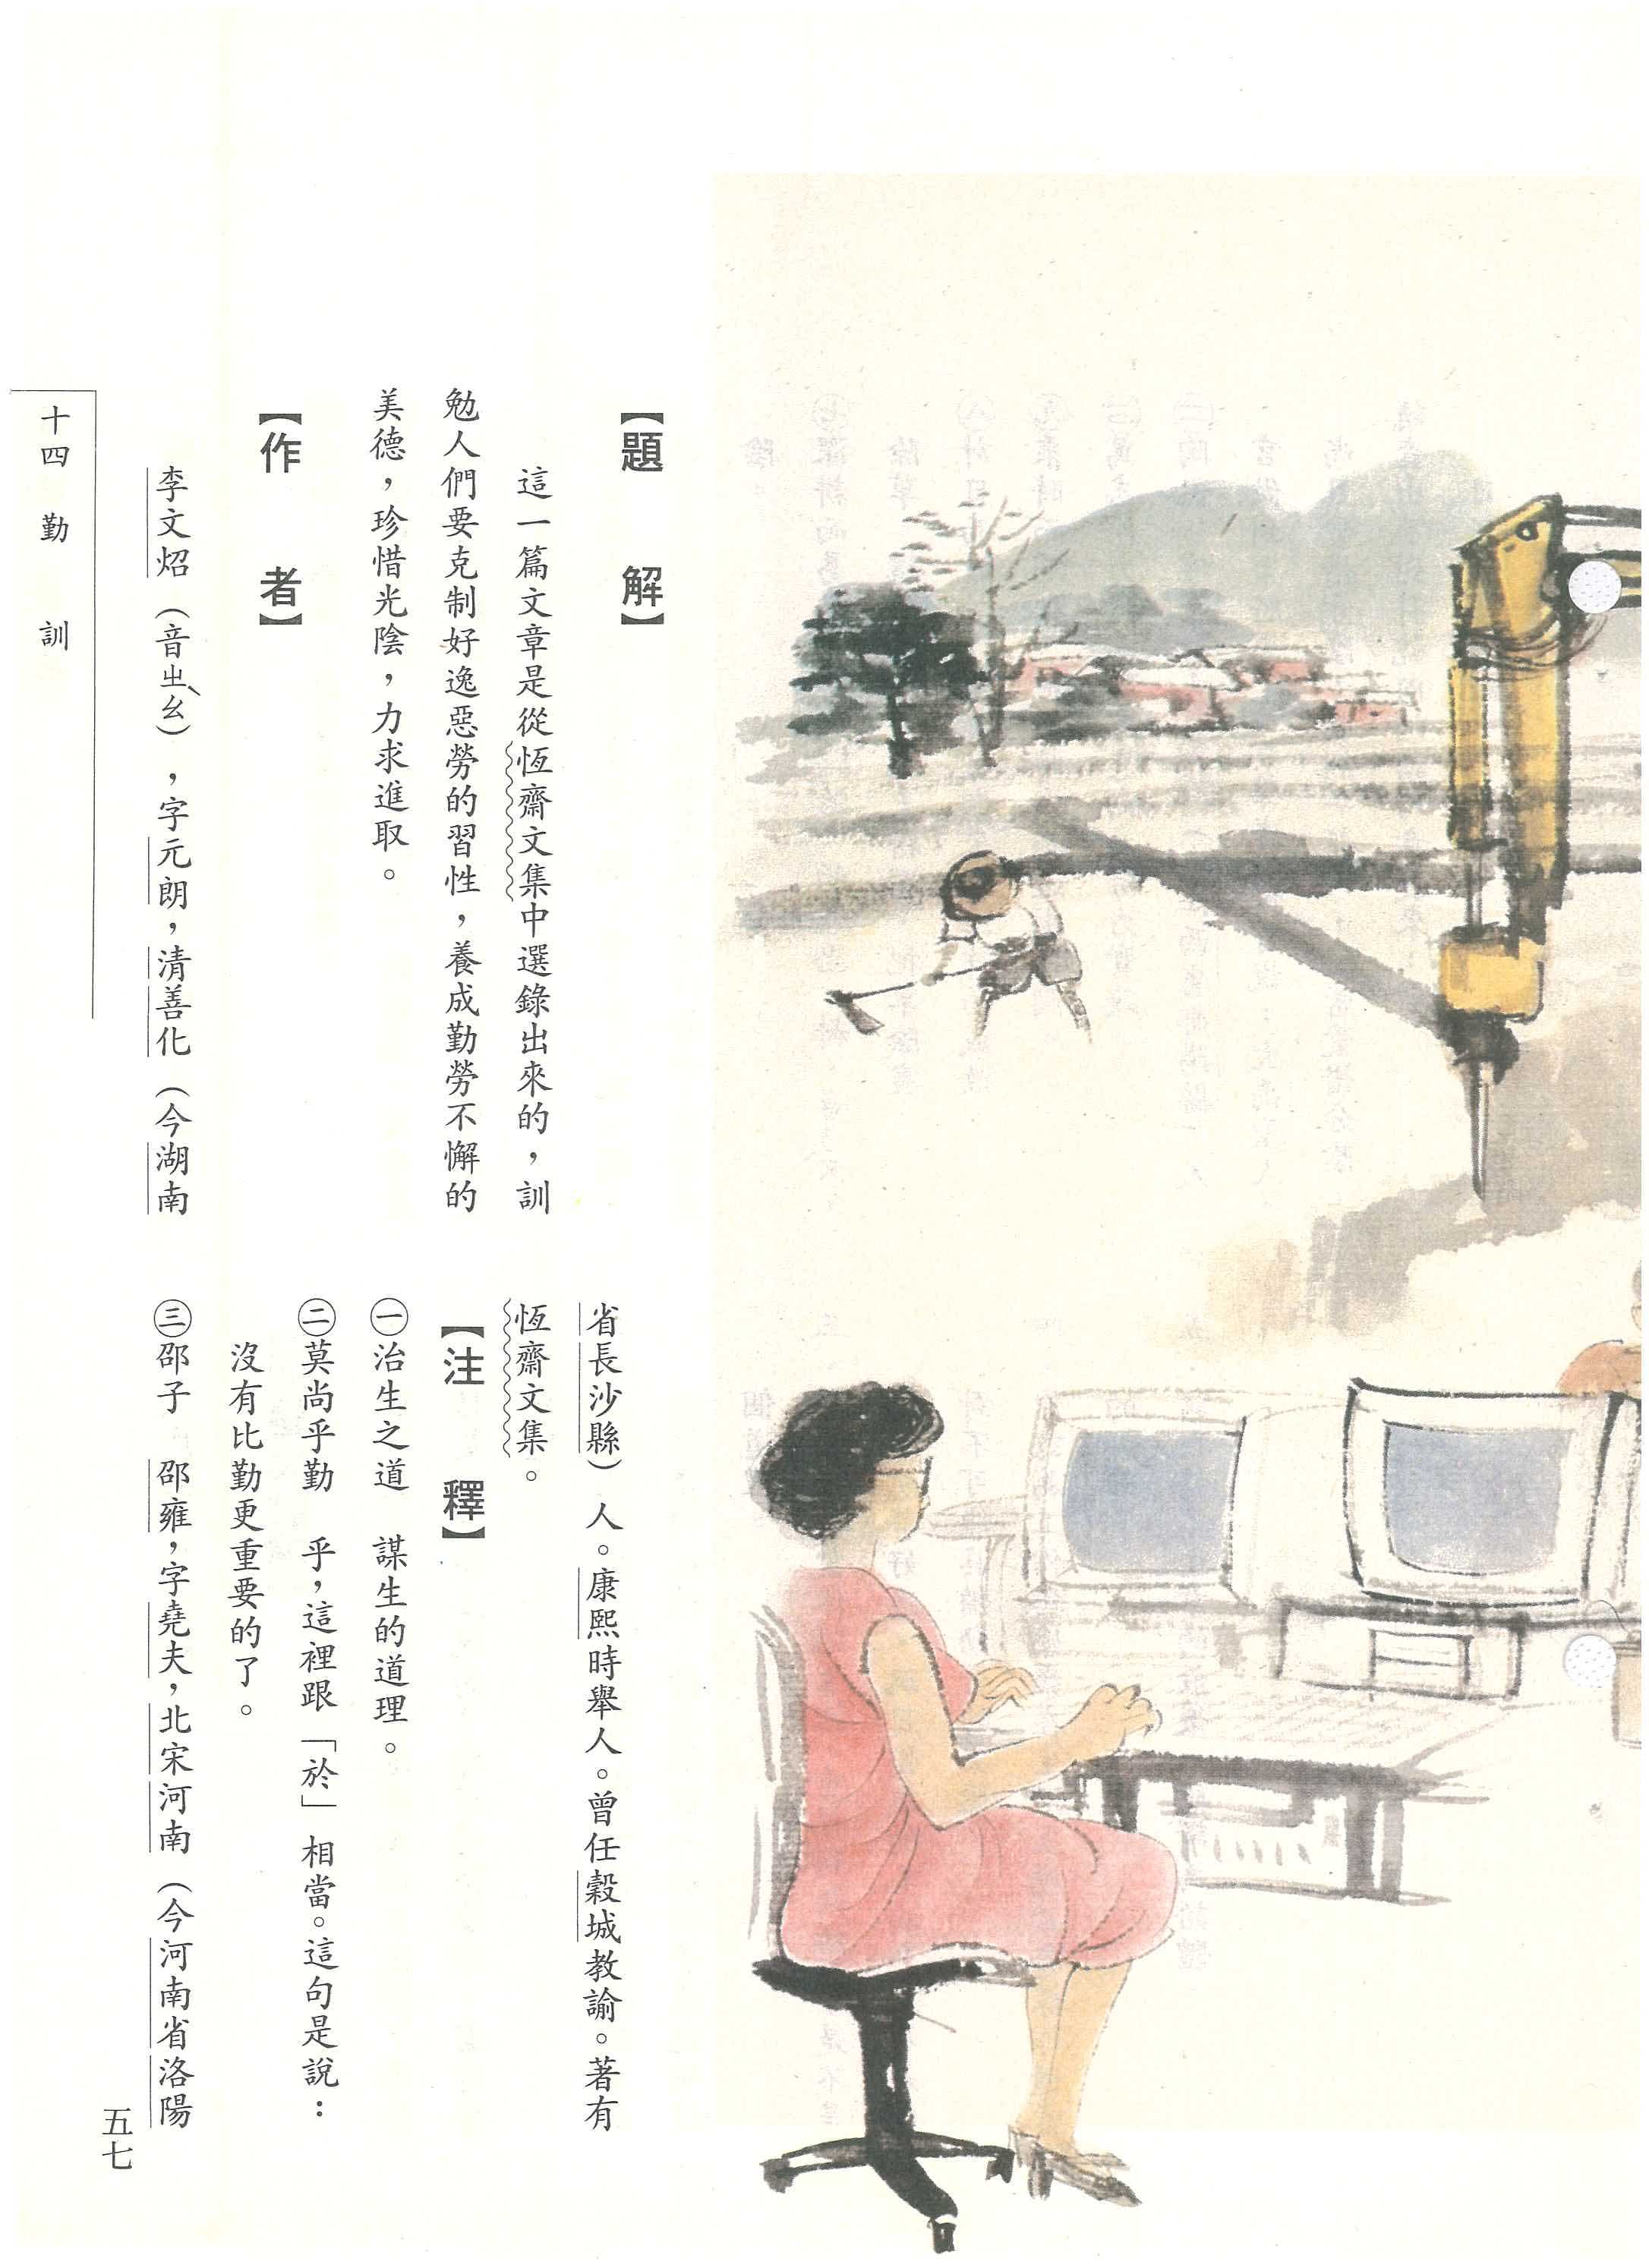 【題解】
這一篇文章是從恆齋文集中選錄出來的，訓
勉人們要克制好逸惡勞的習性，養成勤勞不懈的
美德，珍惜光陰，力求進取。
【作者】
李文炤（音ㄓㄠˋ），字元朗，清善化（今湖南
省長沙縣）人。康熙時舉人。曾任穀城教諭。著有
恆齋文集。
【注釋】
㊀治生之道　謀生的道理。
㊁莫尚乎勤　乎，這裡跟「於」相當。這句是說：
沒有比勤更重要的了。
㊂邵子　邵雍，字堯夫，北宋河南（今河南省洛陽
十四　勤　訓
五七